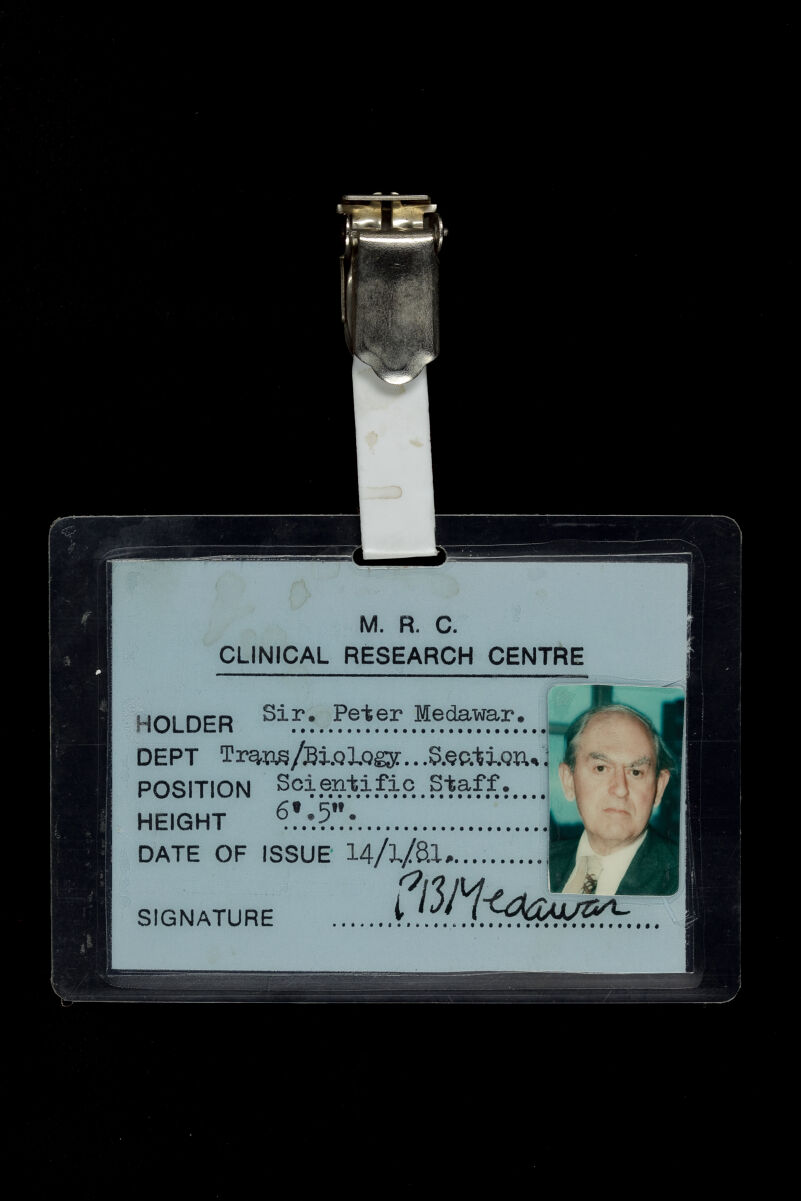 M. R. C.
CLINICAL RESEARCH CENTRE
HOLDER Sir. Peter Medawar.
DEPT Trans/Biology Section.
POSITION Scientific Staff.
HEIGHT 6'.5".
DATE OF ISSUE 14/1/81.
SIGNATURE PBMedawar